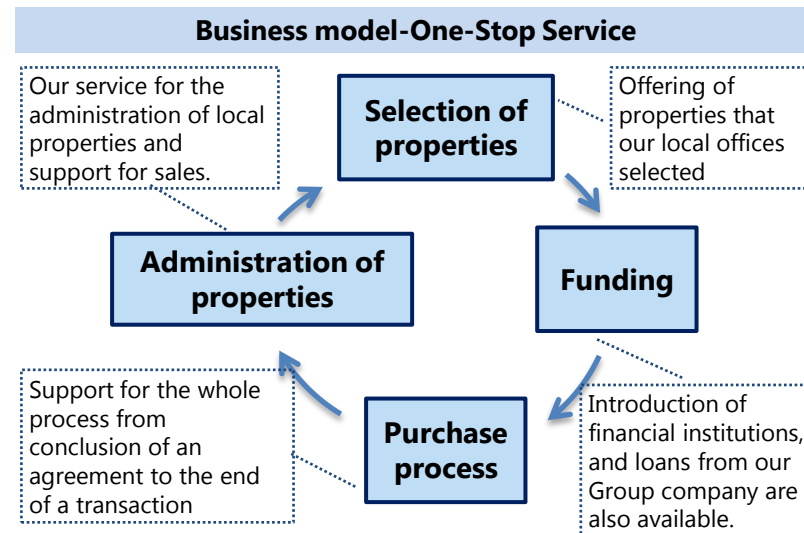 Business model-One-Stop Service
Our service for the
administration of local
properties and
support for sales.
Selection of
properties
Offering of
properties that
our local offices
selected
Administration of
properties
Funding
Support for the whole
process from
conclusion of an
agreement to the end
of a transaction
Purchase
process
Introduction of
financial institutions,
and loans from our
Group company are
also available.